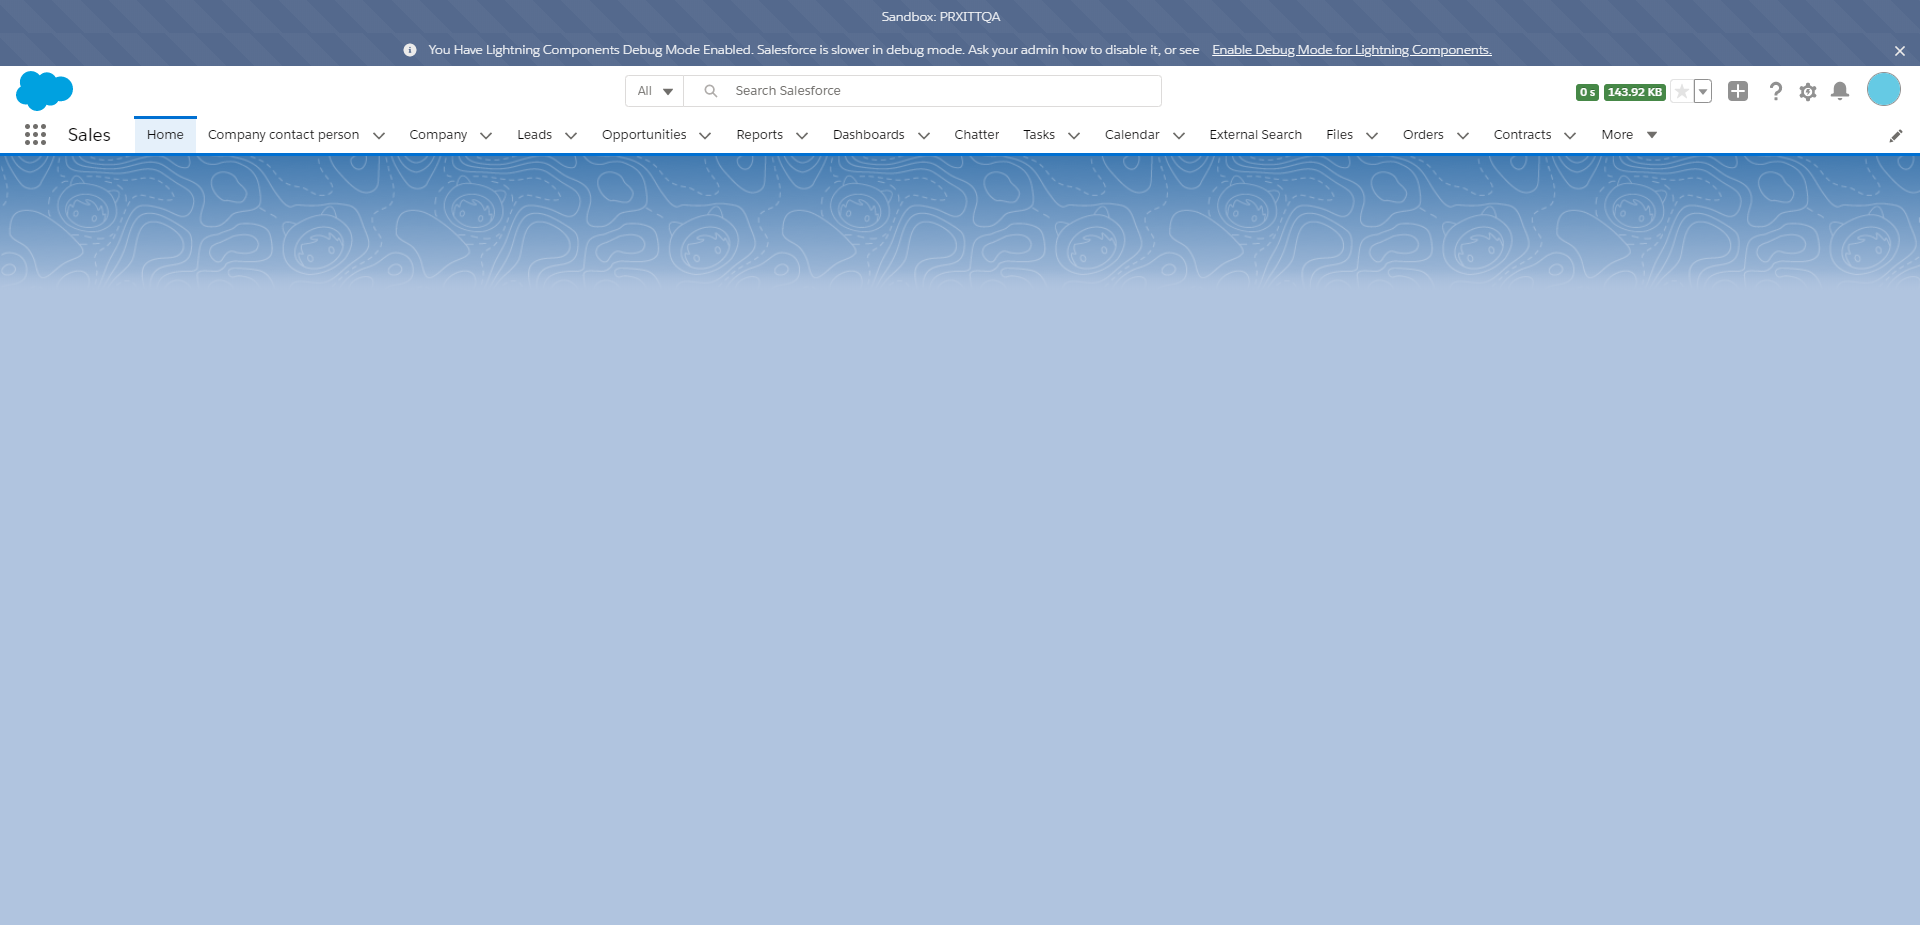 Sandbox: PRXITTQA
You Have Lightning Components Debug Mode Enabled. Salesforce is slower in debug mode. Ask your admin how to disable it, or see Enable Debug Mode for Lightning Components.
All Search Salesforce 0 s 143.92 KB
Sales Home Company contact person Company Leads Opportunities Reports Dashboards Chatter Tasks Calendar External Search Files Orders Contracts More